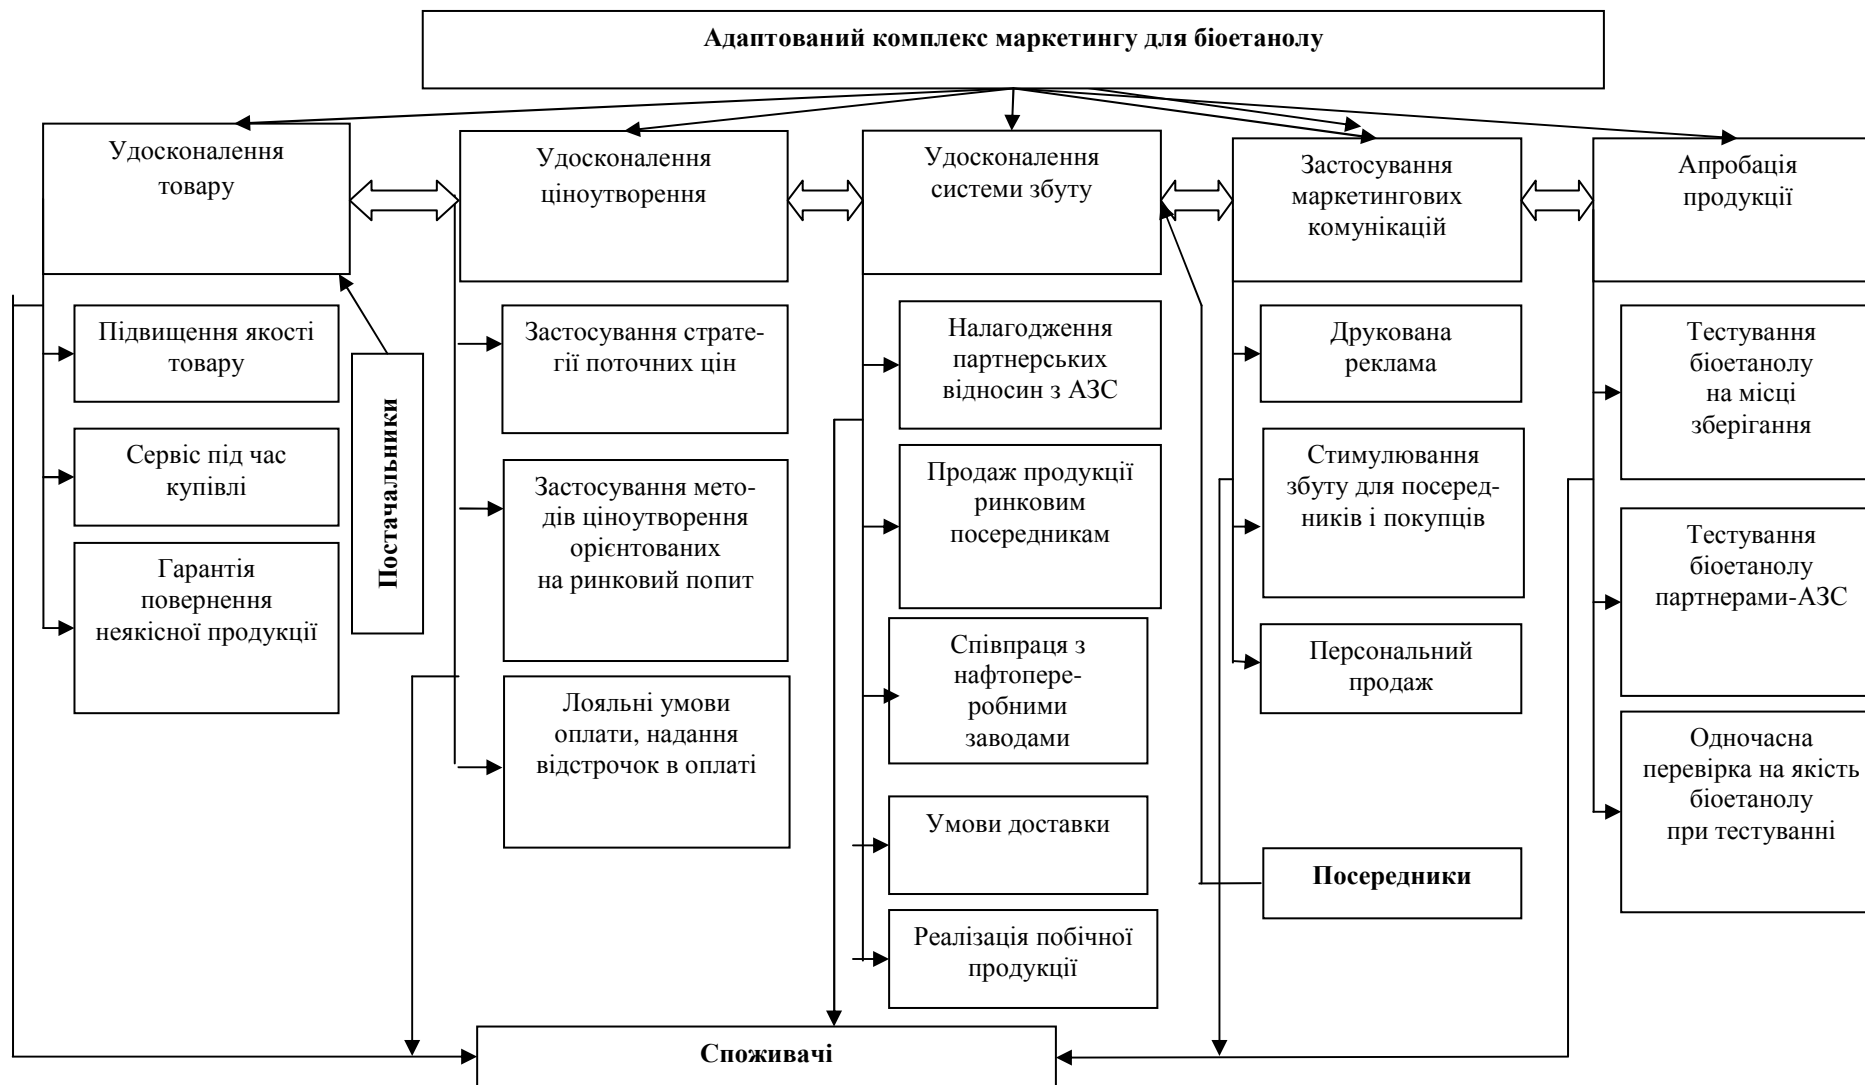 Адаптований комплекс маркетингу для біоетанолу
Удосконалення
товару
Удосконалення
ціноутворення
Удосконалення
системи збуту
Застосування
маркетингових
комунікацій
Апробація
продукції
Підвищення якості
товару
Сервіс під час
купівлі
Гарантія
повернення
неякісної продукції
Постачальники
Застосування страте-
гії поточних цін
Застосування мето-
дів ціноутворення
орієнтованих
на ринковий попит
Лояльні умови
оплати, надання
відстрочок в оплаті
Налагодження
партнерських
відносин з АЗС
Продаж продукції
ринковим
посередникам
Співпраця з
нафтопере-
робними
заводами
Умови доставки
Реалізація побічної
продукції
Друкована
реклама
Стимулювання
збуту для посеред-
ників і покупців
Персональний
продаж
Посередники
Тестування
біоетанолу
на місці
зберігання
Тестування
біоетанолу
партнерами-АЗС
Одночасна
перевірка на якість
біоетанолу
при тестуванні
Споживачі